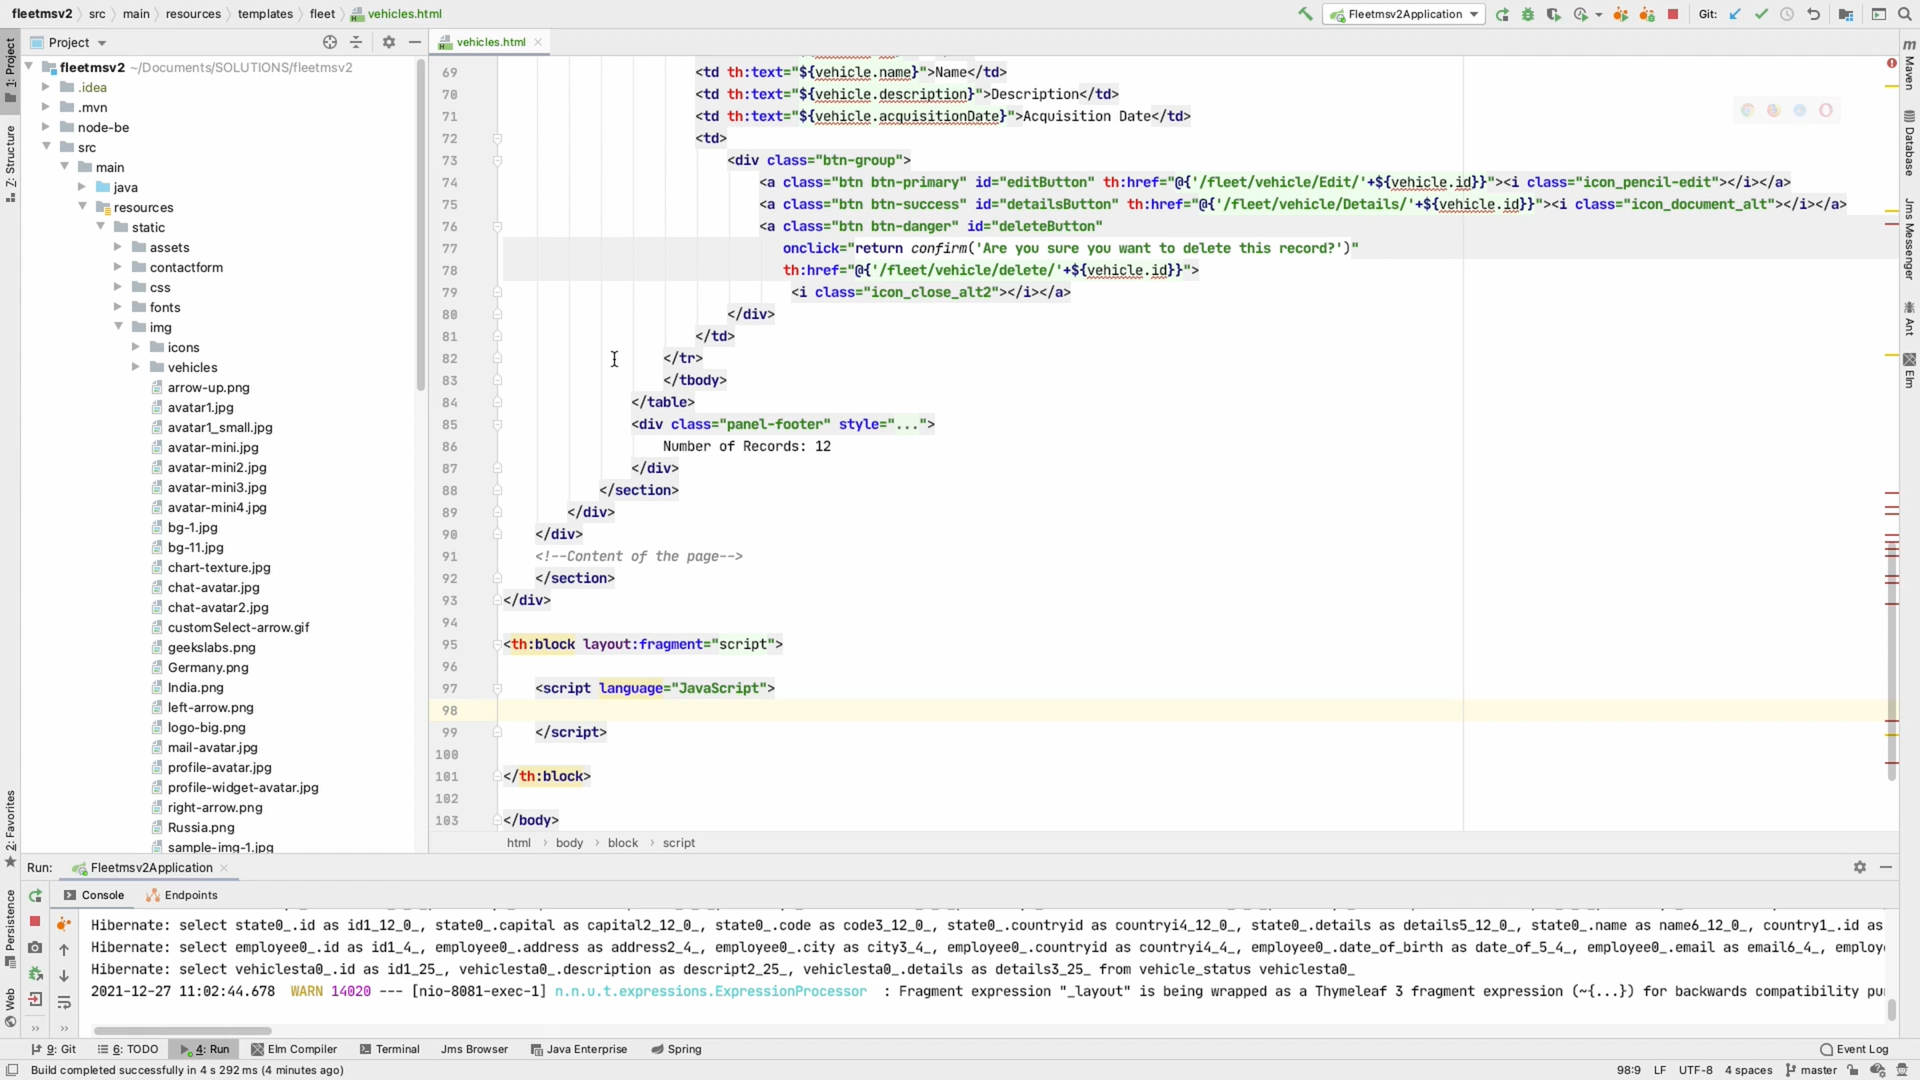 fleetmsv2 src main resources templates fleet vehicles.html
Fleetmsv2Application
Git:
Project
vehicles.html
1: Project
Z: Structure
2: Favorites
Persistence
Web
fleetmsv2 ~/Documents/SOLUTIONS/fleetmsv2
.idea
.mvn
node-be
src
main
java
resources
static
assets
contactform
css
fonts
img
icons
vehicles
arrow-up.png
avatar1.jpg
avatar1_small.jpg
avatar-mini.jpg
avatar-mini2.jpg
avatar-mini3.jpg
avatar-mini4.jpg
bg-1.jpg
bg-11.jpg
chart-texture.jpg
chat-avatar.jpg
chat-avatar2.jpg
customSelect-arrow.gif
geekslabs.png
Germany.png
India.png
left-arrow.png
logo-big.png
mail-avatar.jpg
profile-avatar.jpg
profile-widget-avatar.jpg
right-arrow.png
Russia.png
sample-img-1.jpg
69 <td th:text="${vehicle.name}">Name</td>
70 <td th:text="${vehicle.description}">Description</td>
71 <td th:text="${vehicle.acquisitionDate}">Acquisition Date</td>
72 <td>
73 <div class="btn-group">
74 <a class="btn btn-primary" id="editButton" th:href="@{'/fleet/vehicle/Edit/'+${vehicle.id}}"><i class="icon_pencil-edit"></i></a>
75 <a class="btn btn-success" id="detailsButton" th:href="@{'/fleet/vehicle/Details/'+${vehicle.id}}"><i class="icon_document_alt"></i></a>
76 <a class="btn btn-danger" id="deleteButton"
77 onclick="return confirm('Are you sure you want to delete this record?')"
78 th:href="@{'/fleet/vehicle/delete/'+${vehicle.id}}">
79 <i class="icon_close_alt2"></i></a>
80 </div>
81 </td>
82 </tr>
83 </tbody>
84 </table>
85 <div class="panel-footer" style="...">
86 Number of Records: 12
87 </div>
88 </section>
89 </div>
90 </div>
91 <!--Content of the page-->
92 </section>
93 </div>
94
95 <th:block layout:fragment="script">
96
97 <script language="JavaScript">
98
99 </script>
100
101 </th:block>
102
103 </body>
html body block script
m
Maven
Database
Jms Messenger
Ant
Elm
Run: Fleetmsv2Application
Console Endpoints
Hibernate: select state0_.id as id1_12_0_, state0_.capital as capital2_12_0_, state0_.code as code3_12_0_, state0_.countryid as countryi4_12_0_, state0_.details as details5_12_0_, state0_.name as name6_12_0_, country1_.id as
Hibernate: select employee0_.id as id1_4_, employee0_.address as address2_4_, employee0_.city as city3_4_, employee0_.countryid as countryi4_4_, employee0_.date_of_birth as date_of_5_4_, employee0_.email as email6_4_, employe
Hibernate: select vehiclesta0_.id as id1_25_, vehiclesta0_.description as descript2_25_, vehiclesta0_.details as details3_25_ from vehicle_status vehiclesta0_
2021-12-27 11:02:44.678 WARN 14020 --- [nio-8081-exec-1] n.n.u.t.expressions.ExpressionProcessor : Fragment expression "_layout" is being wrapped as a Thymeleaf 3 fragment expression (~{...}) for backwards compatibility pu
9: Git 6: TODO 4: Run Elm Compiler Terminal Jms Browser Java Enterprise Spring Event Log
Build completed successfully in 4 s 292 ms (4 minutes ago) 98:9 LF UTF-8 4 spaces master